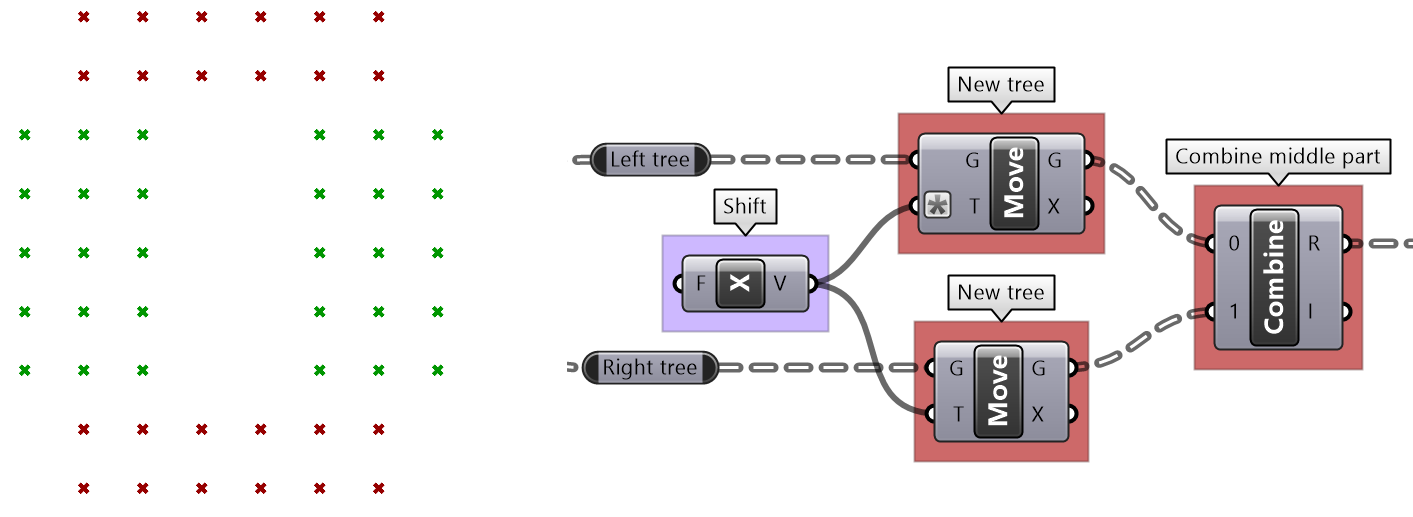 New tree
Left tree
G
Move
G
T
X
Combine middle part
Shift
F
X
V
0
Combine
R
1
I
New tree
Right tree
G
Move
G
T
X